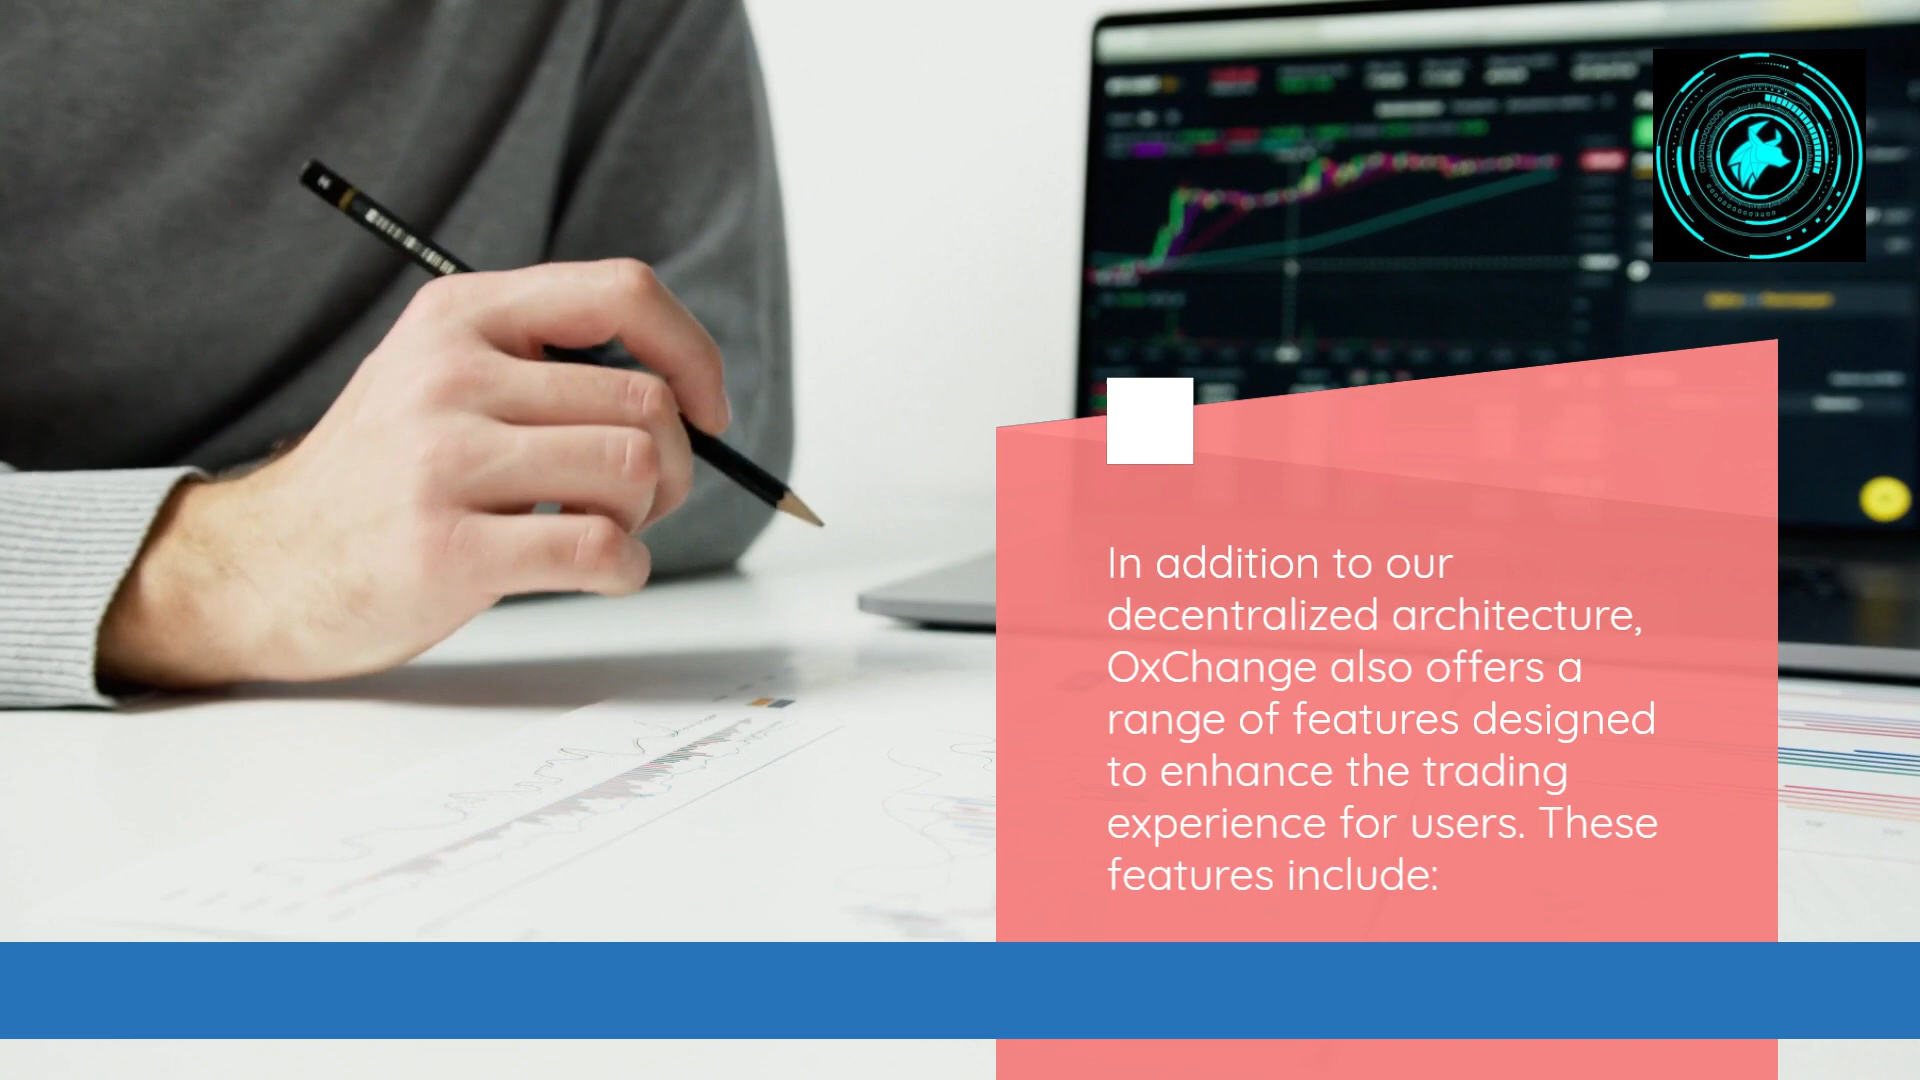 In addition to our
decentralized architecture,
OxChange also offers a
range of features designed
to enhance the trading
experience for users. These
features include: